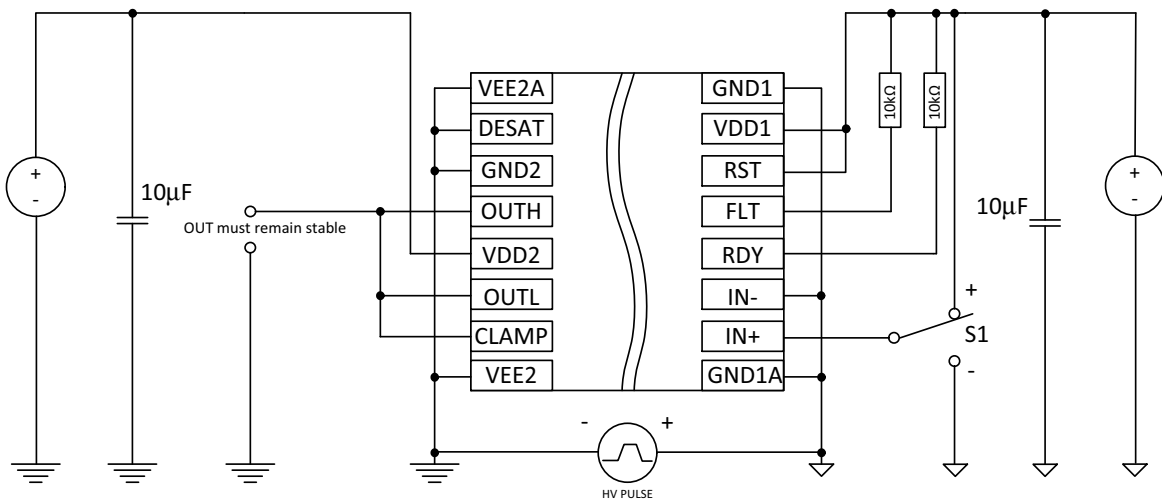 VEE2A
DESAT
GND2
OUTH
VDD2
OUTL
CLAMP
VEE2
GND1
VDD1
RST
FLT
RDY
IN-
IN+
GND1A
+
-
10μF
OUT must remain stable
10kΩ
10kΩ
10μF
+
-
+
S1
-
-
+
HV PULSE